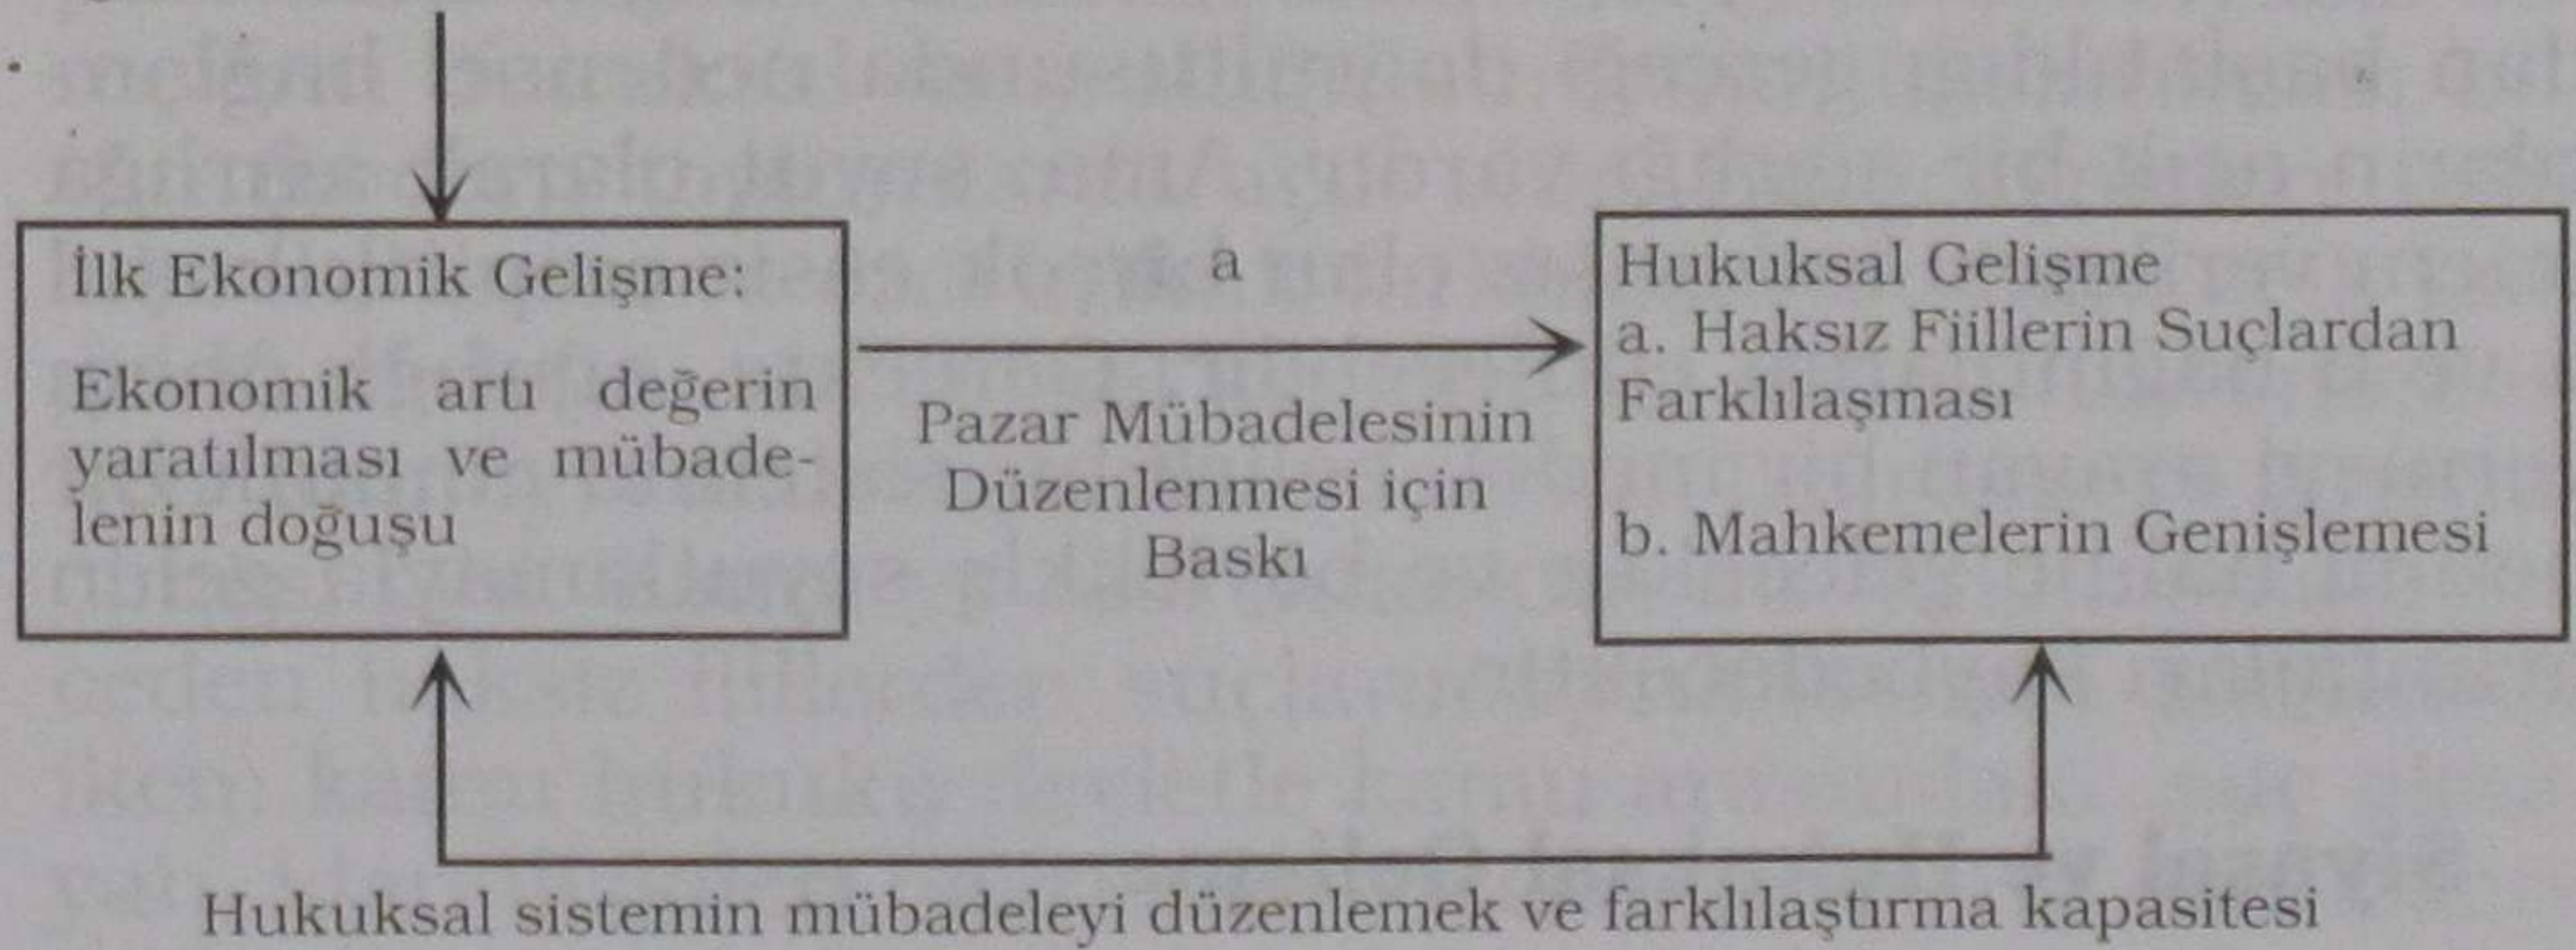 İlk Ekonomik Gelişme:
Ekonomik artı değerin
yaratılması ve mübade-
lenin doğuşu
a
Pazar Mübadelesinin
Düzenlenmesi için
Baskı
Hukuksal Gelişme
a. Haksız Fiillerin Suçlardan
Farklılaşması
b. Mahkemelerin Genişlemesi
Hukuksal sistemin mübadeleyi düzenlemek ve farklılaştırma kapasitesi